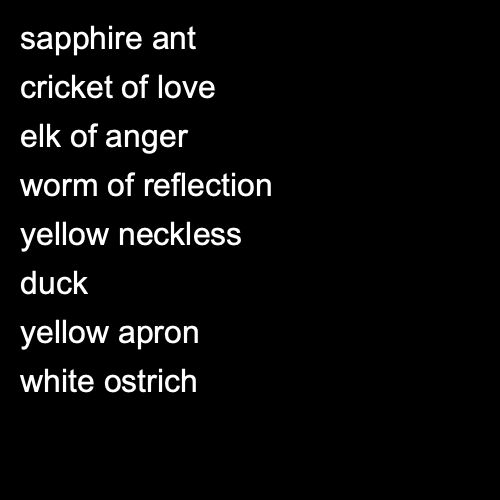 sapphire ant
cricket of love
elk of anger
worm of reflection
yellow neckless
duck
yellow apron
white ostrich